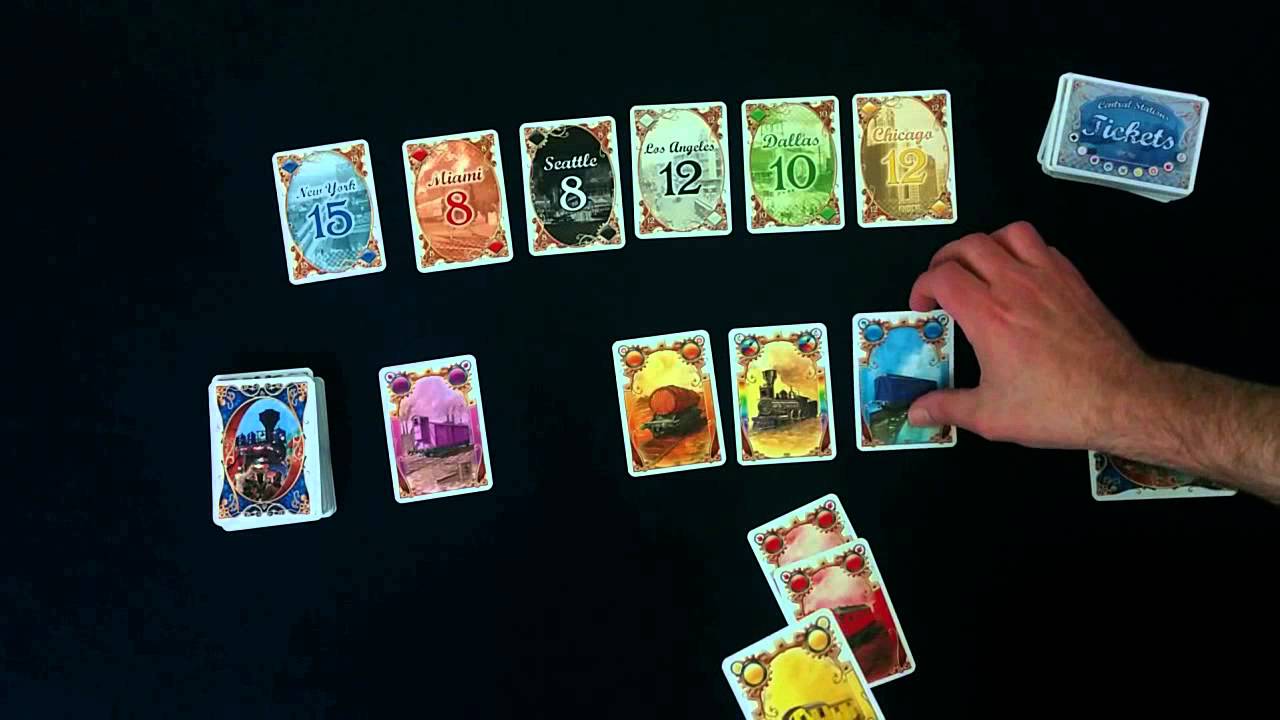 New York
15
Miami
8
Seattle
8
Los Angeles
12
Dallas
10
Chicago
12
Central Station
Tickets